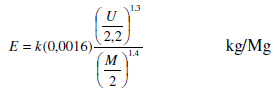 E = k(0,0016) (U/2,2)^1.3 / (M/2)^1.4 kg/Mg